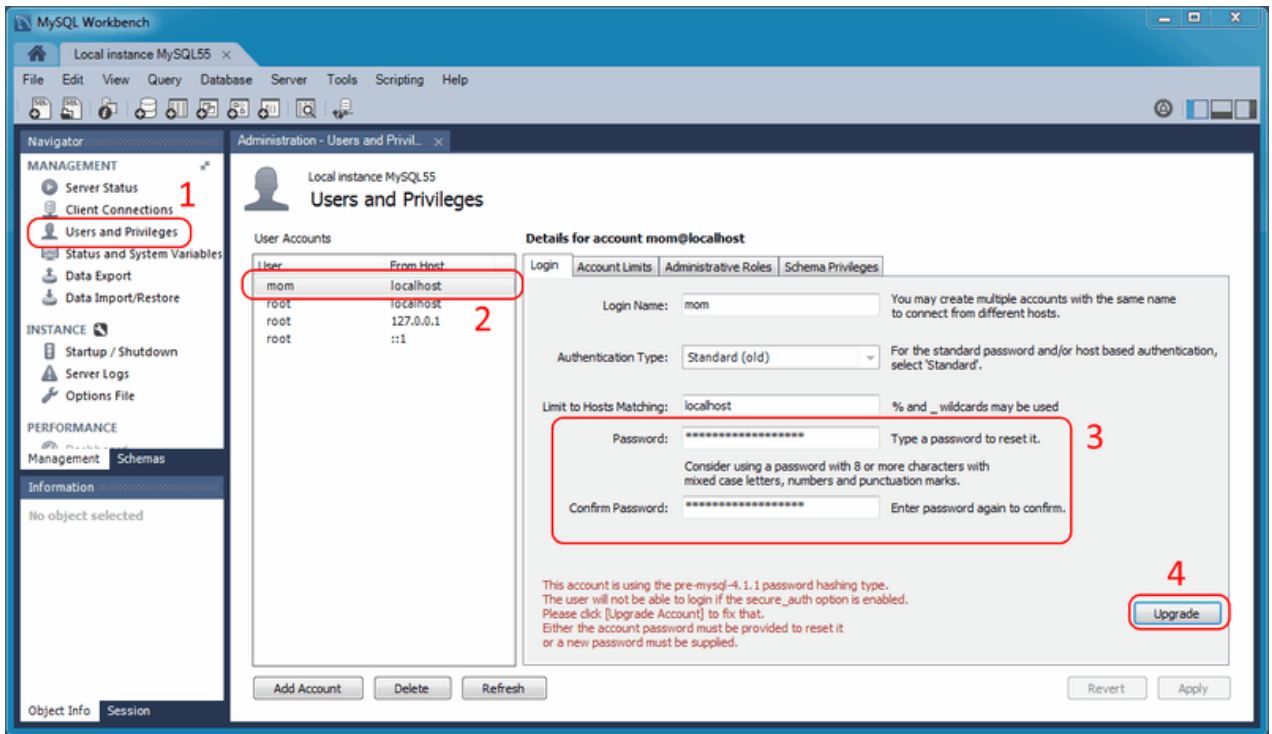 MySQL Workbench
Local instance MySQL55
File Edit View Query Database Server Tools Scripting Help
Navigator
MANAGEMENT
Server Status
1
Client Connections
Users and Privileges
Status and System Variables
Data Export
Data Import/Restore
INSTANCE
Startup / Shutdown
Server Logs
Options File
PERFORMANCE
Dashboard
Management Schemas
Information
No object selected
Object Info Session
Administration - Users and Privil...
Local instance MySQL55
Users and Privileges
User Accounts
User From Host
mom localhost
root localhost
root 127.0.0.1
root ::1
2
Add Account Delete Refresh
Details for account mom@localhost
Login Account Limits Administrative Roles Schema Privileges
Login Name: mom You may create multiple accounts with the same name
to connect from different hosts.
Authentication Type: Standard (old) For the standard password and/or host based authentication,
select 'Standard'.
Limit to Hosts Matching: localhost % and _ wildcards may be used
Password: ******************* Type a password to reset it.
3
Consider using a password with 8 or more characters with
mixed case letters, numbers and punctuation marks.
Confirm Password: ******************* Enter password again to confirm.
This account is using the pre-mysql-4.1.1 password hashing type.
The user will not be able to login if the secure_auth option is enabled.
Please click [Upgrade Account] to fix that.
Either the account password must be provided to reset it
or a new password must be supplied.
4
Upgrade
Revert Apply